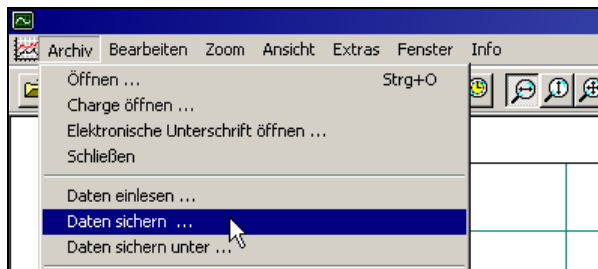 Archiv Bearbeiten Zoom Ansicht Extras Fenster Info
Öffnen ... Strg+O
Charge öffnen ...
Elektronische Unterschrift öffnen ...
Schließen
Daten einlesen ...
Daten sichern ...
Daten sichern unter ...